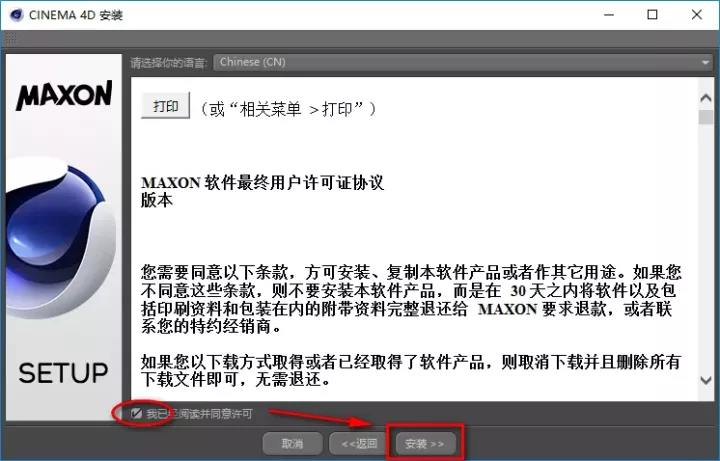 CINEMA 4D 安装
请选择你的语言: Chinese (CN)
MAXON
打印 （或“相关菜单 >打印”）
MAXON 软件最终用户许可证协议
版本
您需要同意以下条款，方可安装、复制本软件产品或者作其它用途。如果您
不同意这些条款，则不要安装本软件产品，而是在 30 天之内将软件以及包
括印刷资料和包装在内的附带资料完整退还给 MAXON 要求退款，或者联
系您的特约经销商。
如果您以下载方式取得或者已经取得了软件产品，则取消下载并且删除所有
下载文件即可，无需退还。
SETUP
我已经阅读并同意许可
取消 <<返回 安装 >>